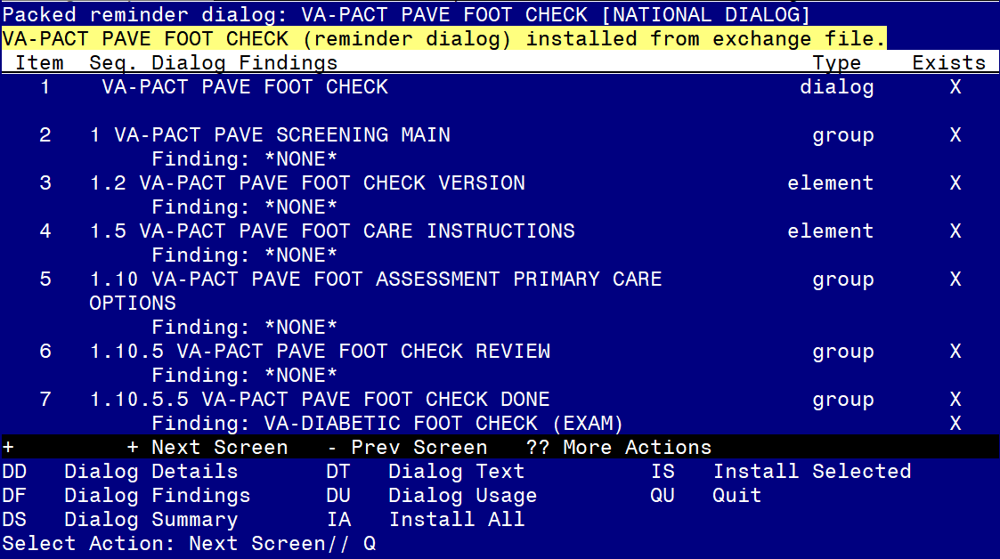 Packed reminder dialog: VA-PACT PAVE FOOT CHECK [NATIONAL DIALOG]
VA-PACT PAVE FOOT CHECK (reminder dialog) installed from exchange file.
Item Seq. Dialog Findings Type Exists
1 VA-PACT PAVE FOOT CHECK dialog X
2 1 VA-PACT PAVE SCREENING MAIN group X
Finding: *NONE*
3 1.2 VA-PACT PAVE FOOT CHECK VERSION element X
Finding: *NONE*
4 1.5 VA-PACT PAVE FOOT CARE INSTRUCTIONS element X
Finding: *NONE*
5 1.10 VA-PACT PAVE FOOT ASSESSMENT PRIMARY CARE group X
OPTIONS
Finding: *NONE*
6 1.10.5 VA-PACT PAVE FOOT CHECK REVIEW group X
Finding: *NONE*
7 1.10.5.5 VA-PACT PAVE FOOT CHECK DONE group X
Finding: VA-DIABETIC FOOT CHECK (EXAM) X
+ + Next Screen - Prev Screen ?? More Actions
DD Dialog Details DT Dialog Text IS Install Selected
DF Dialog Findings DU Dialog Usage QU Quit
DS Dialog Summary IA Install All
Select Action: Next Screen// Q